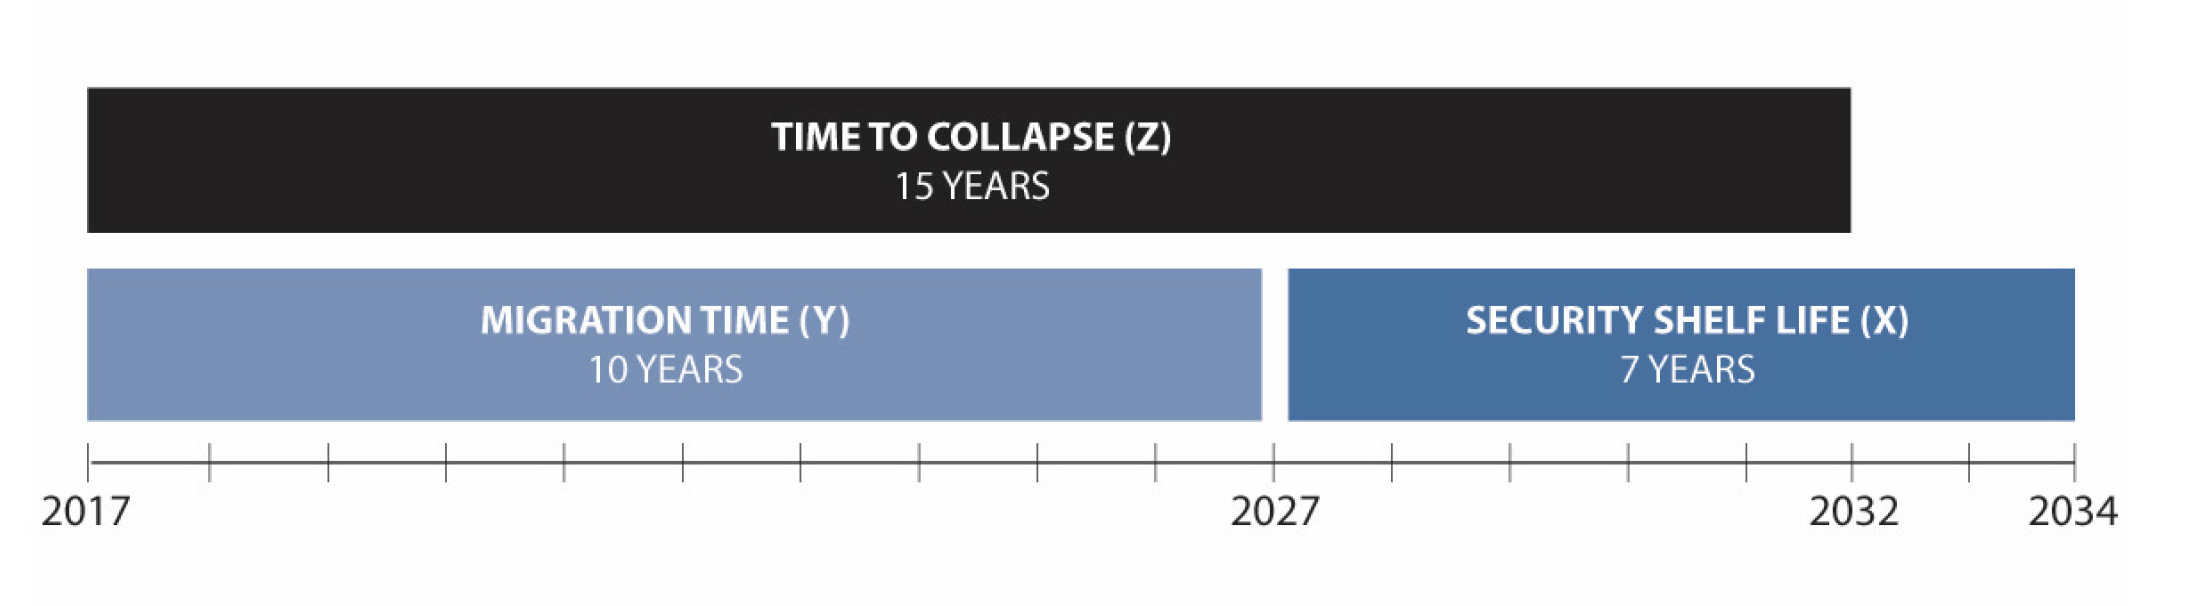 TIME TO COLLAPSE (Z)
15 YEARS
MIGRATION TIME (Y)
10 YEARS
SECURITY SHELF LIFE (X)
7 YEARS
2017
2027
2032
2034